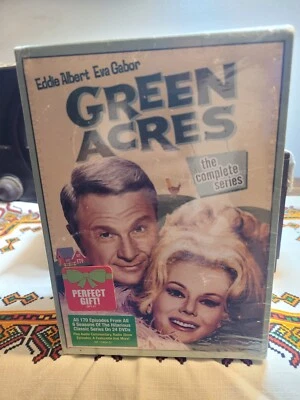 Eddie Albert Eva Gabor
GREEN
ACRES
the complete
series
PERFECT
GIFT!
All 170 Episodes From All
6 Seasons Of The Hilarious
Classic Series On 24 DVDs